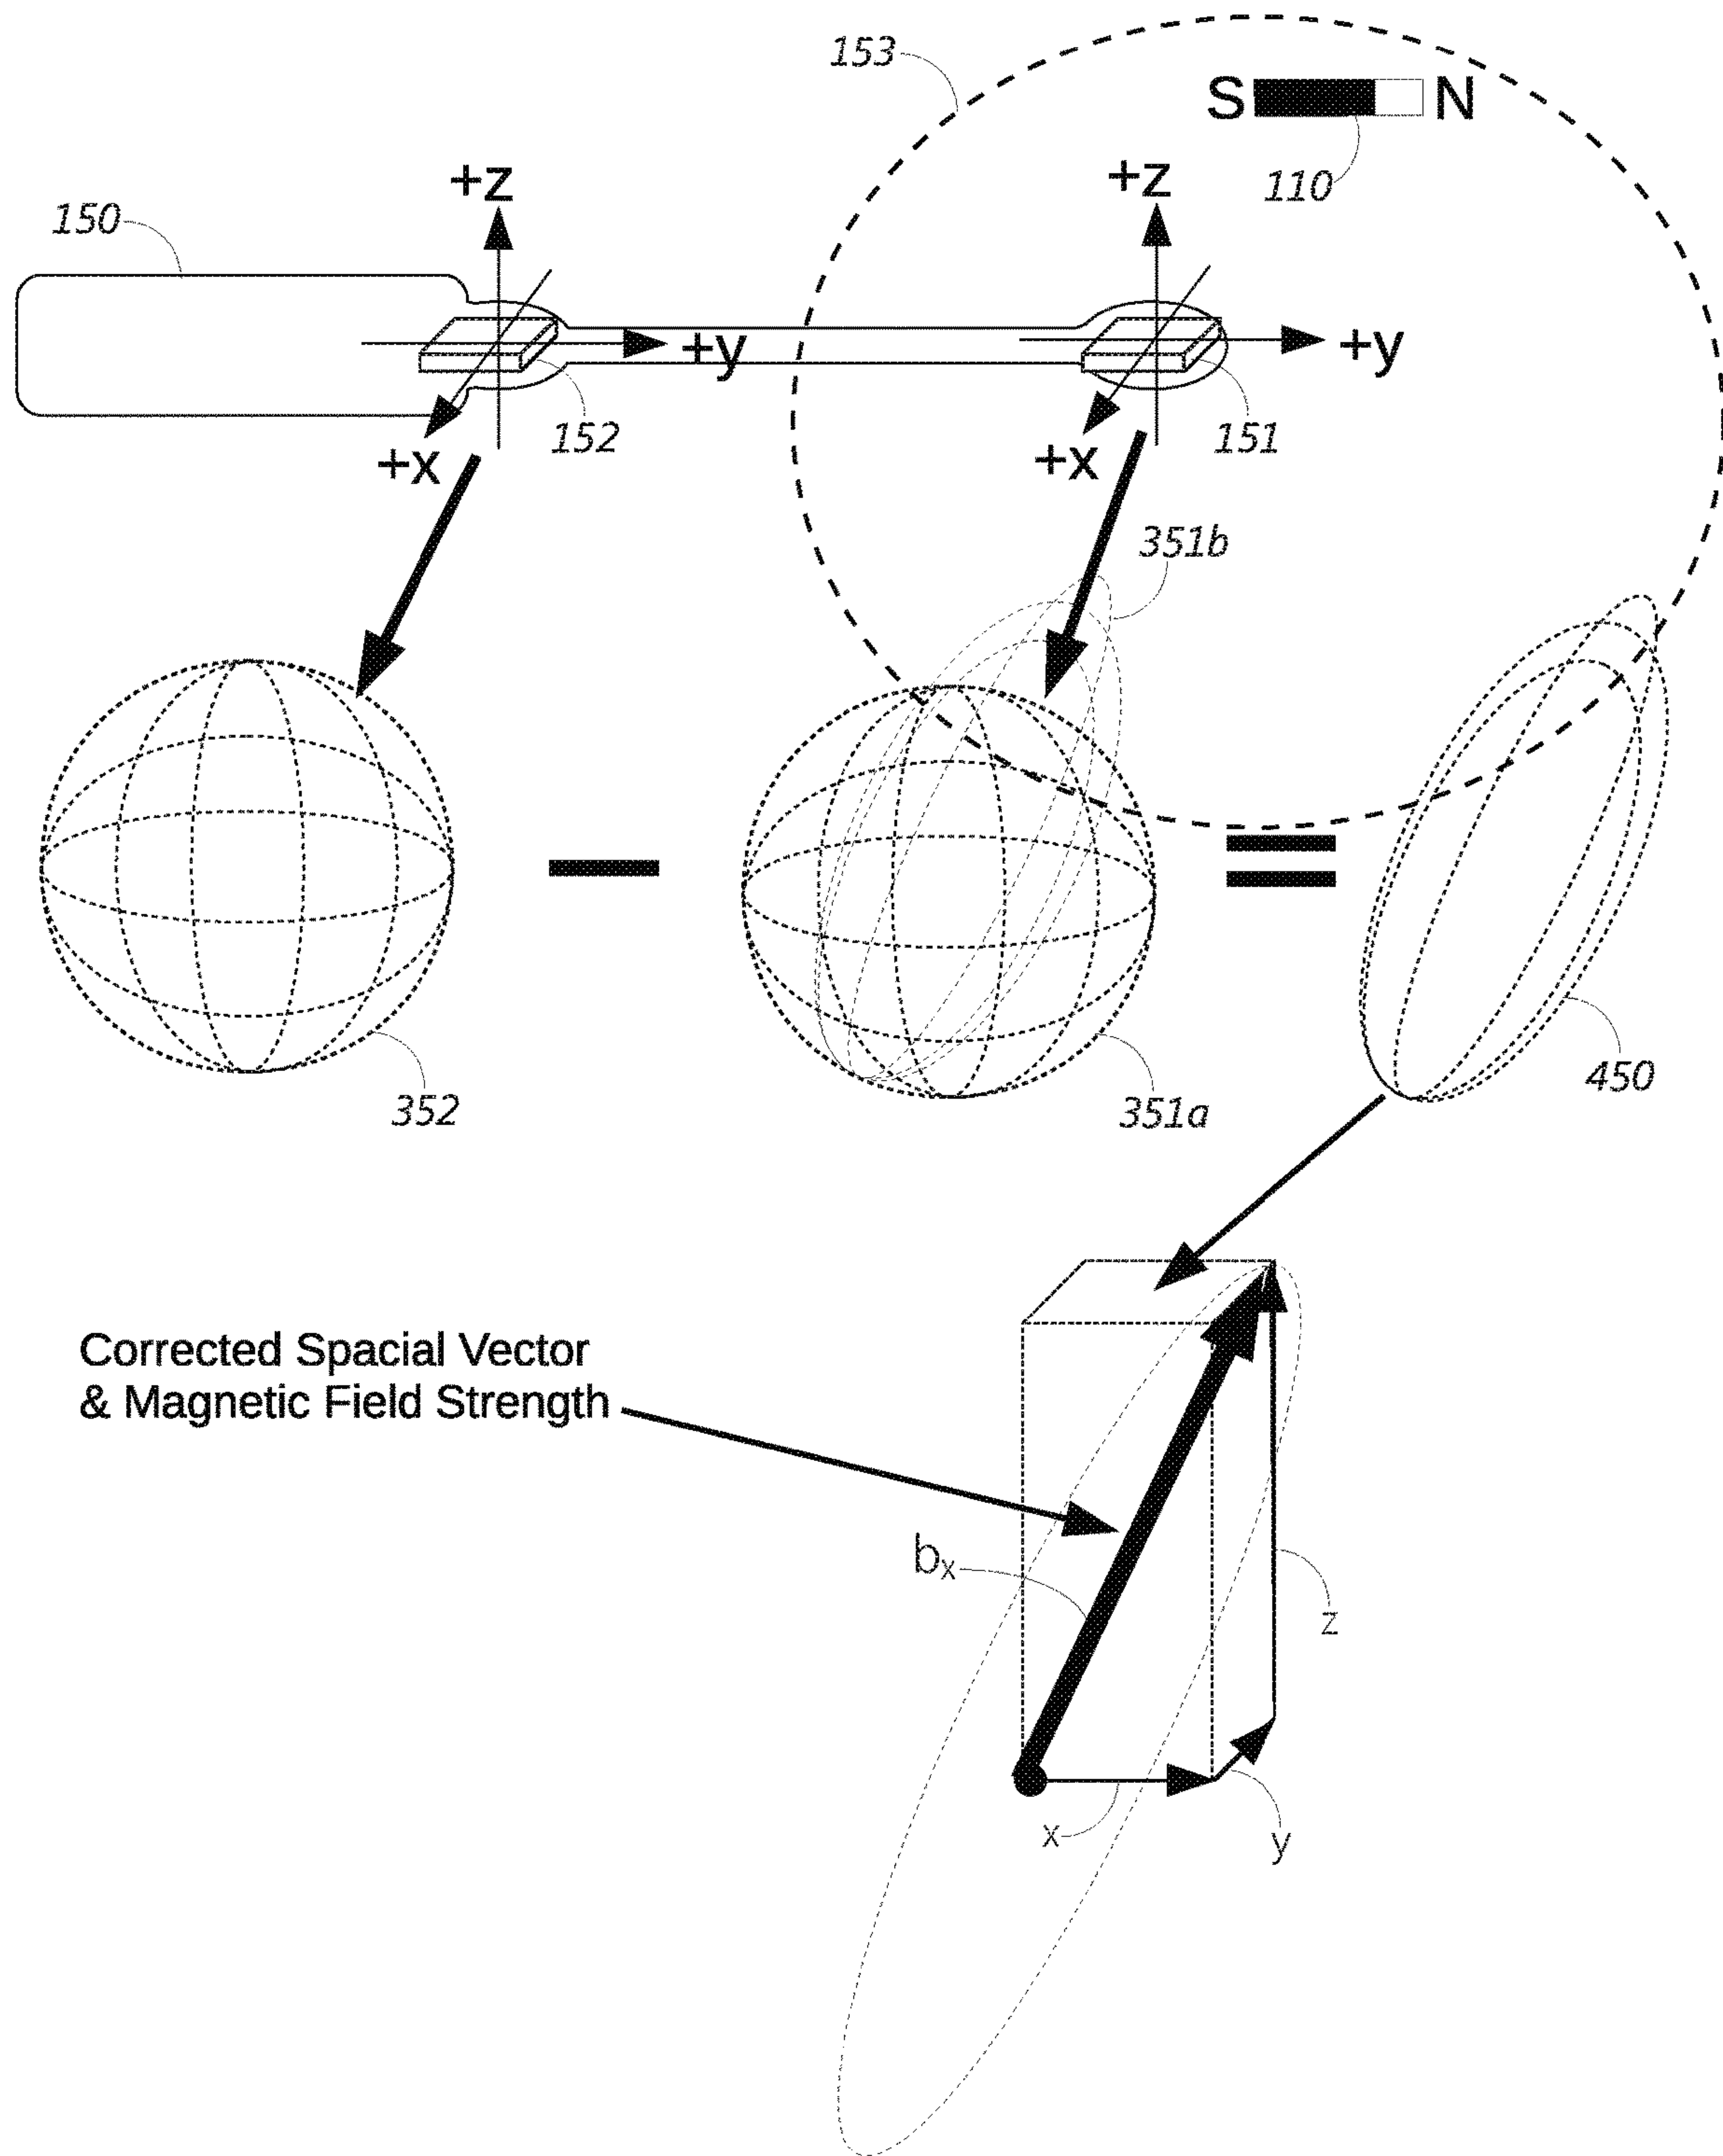 153
S N
110
+z
+z
150
+y
+y
152
151
+x
+x
351b
352
351a
450
Corrected Spacial Vector
& Magnetic Field Strength
bx
z
x
y